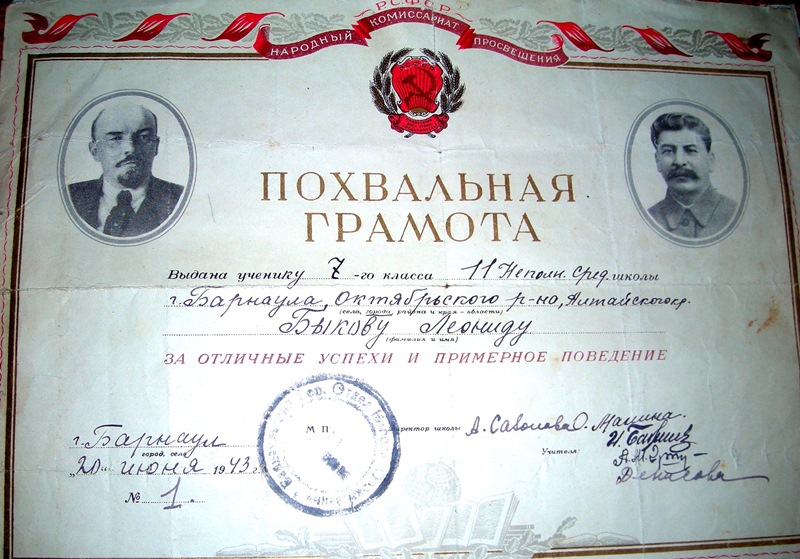 РСФСР
НАРОДНЫЙ КОМИССАРИАТ ПРОСВЕЩЕНИЯ
ПОХВАЛЬНАЯ
ГРАМОТА
Выдана ученику 7-го класса 11 Неполн. Сред. школы
г. Барнаула, Октябрьского р-на, Алтайского кр.
(села, города, района и края - области)
Быкову Леониду
(фамилия и имя)
ЗА ОТЛИЧНЫЕ УСПЕХИ И ПРИМЕРНОЕ ПОВЕДЕНИЕ
М П.
Директор школы
г. Барнаул
город, село
Учителя:
"20" июня 1943 г.
Денисова
№ 1.